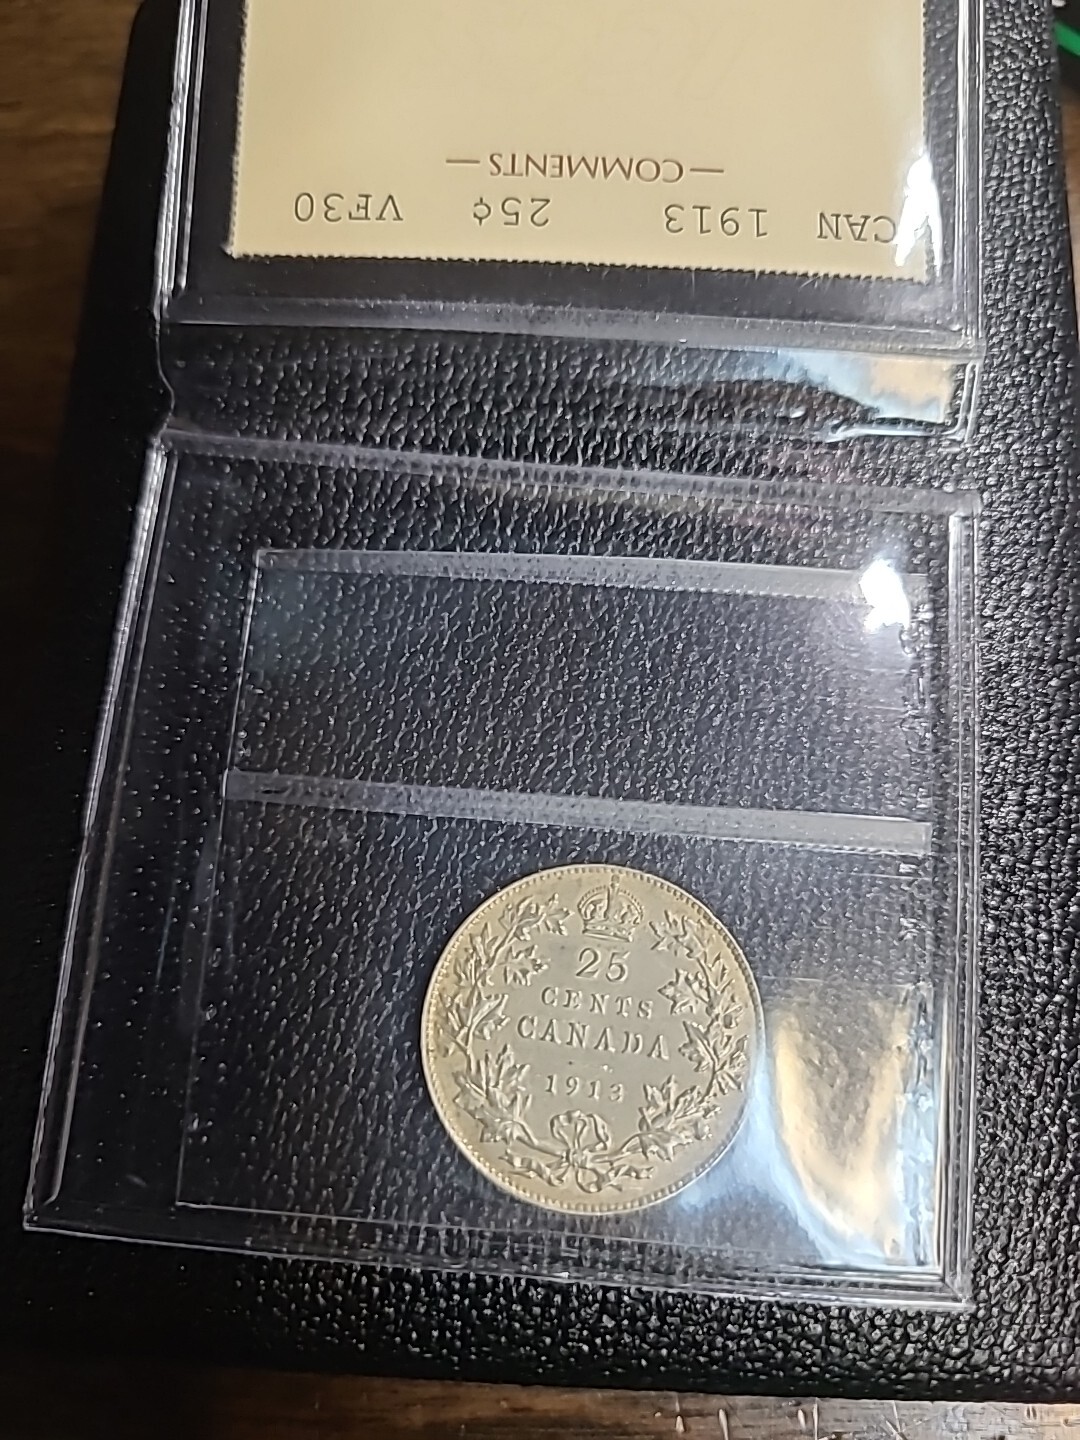 CAN 1913 25¢ VF30
— COMMENTS —
25
CENTS
CANADA
1913